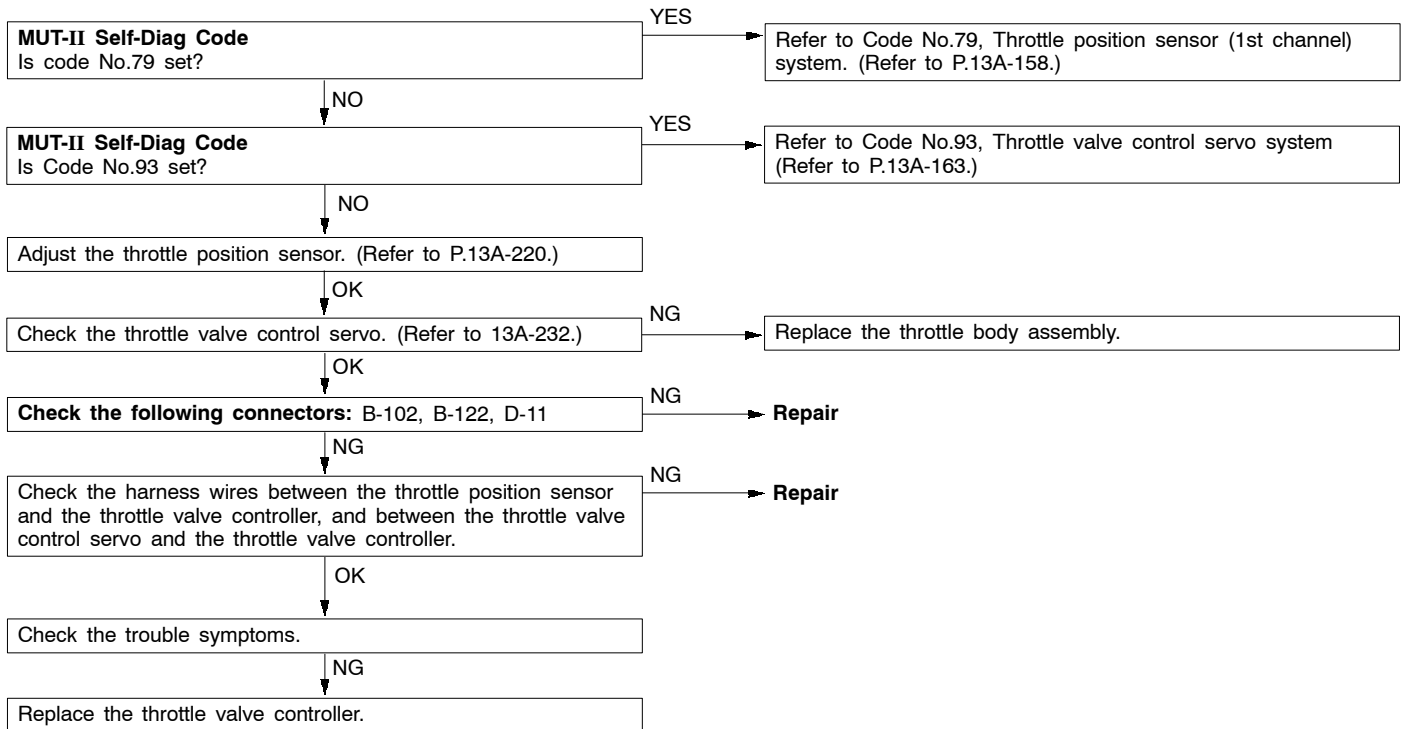 YES
MUT-II Self-Diag Code
Is code No.79 set?
Refer to Code No.79, Throttle position sensor (1st channel)
system. (Refer to P.13A-158.)
NO
YES
MUT-II Self-Diag Code
Is Code No.93 set?
Refer to Code No.93, Throttle valve control servo system
(Refer to P.13A-163.)
NO
Adjust the throttle position sensor. (Refer to P.13A-220.)
OK
NG
Check the throttle valve control servo. (Refer to 13A-232.)
Replace the throttle body assembly.
OK
NG
Check the following connectors: B-102, B-122, D-11
Repair
NG
NG
Check the harness wires between the throttle position sensor
and the throttle valve controller, and between the throttle valve
control servo and the throttle valve controller.
Repair
OK
Check the trouble symptoms.
NG
Replace the throttle valve controller.